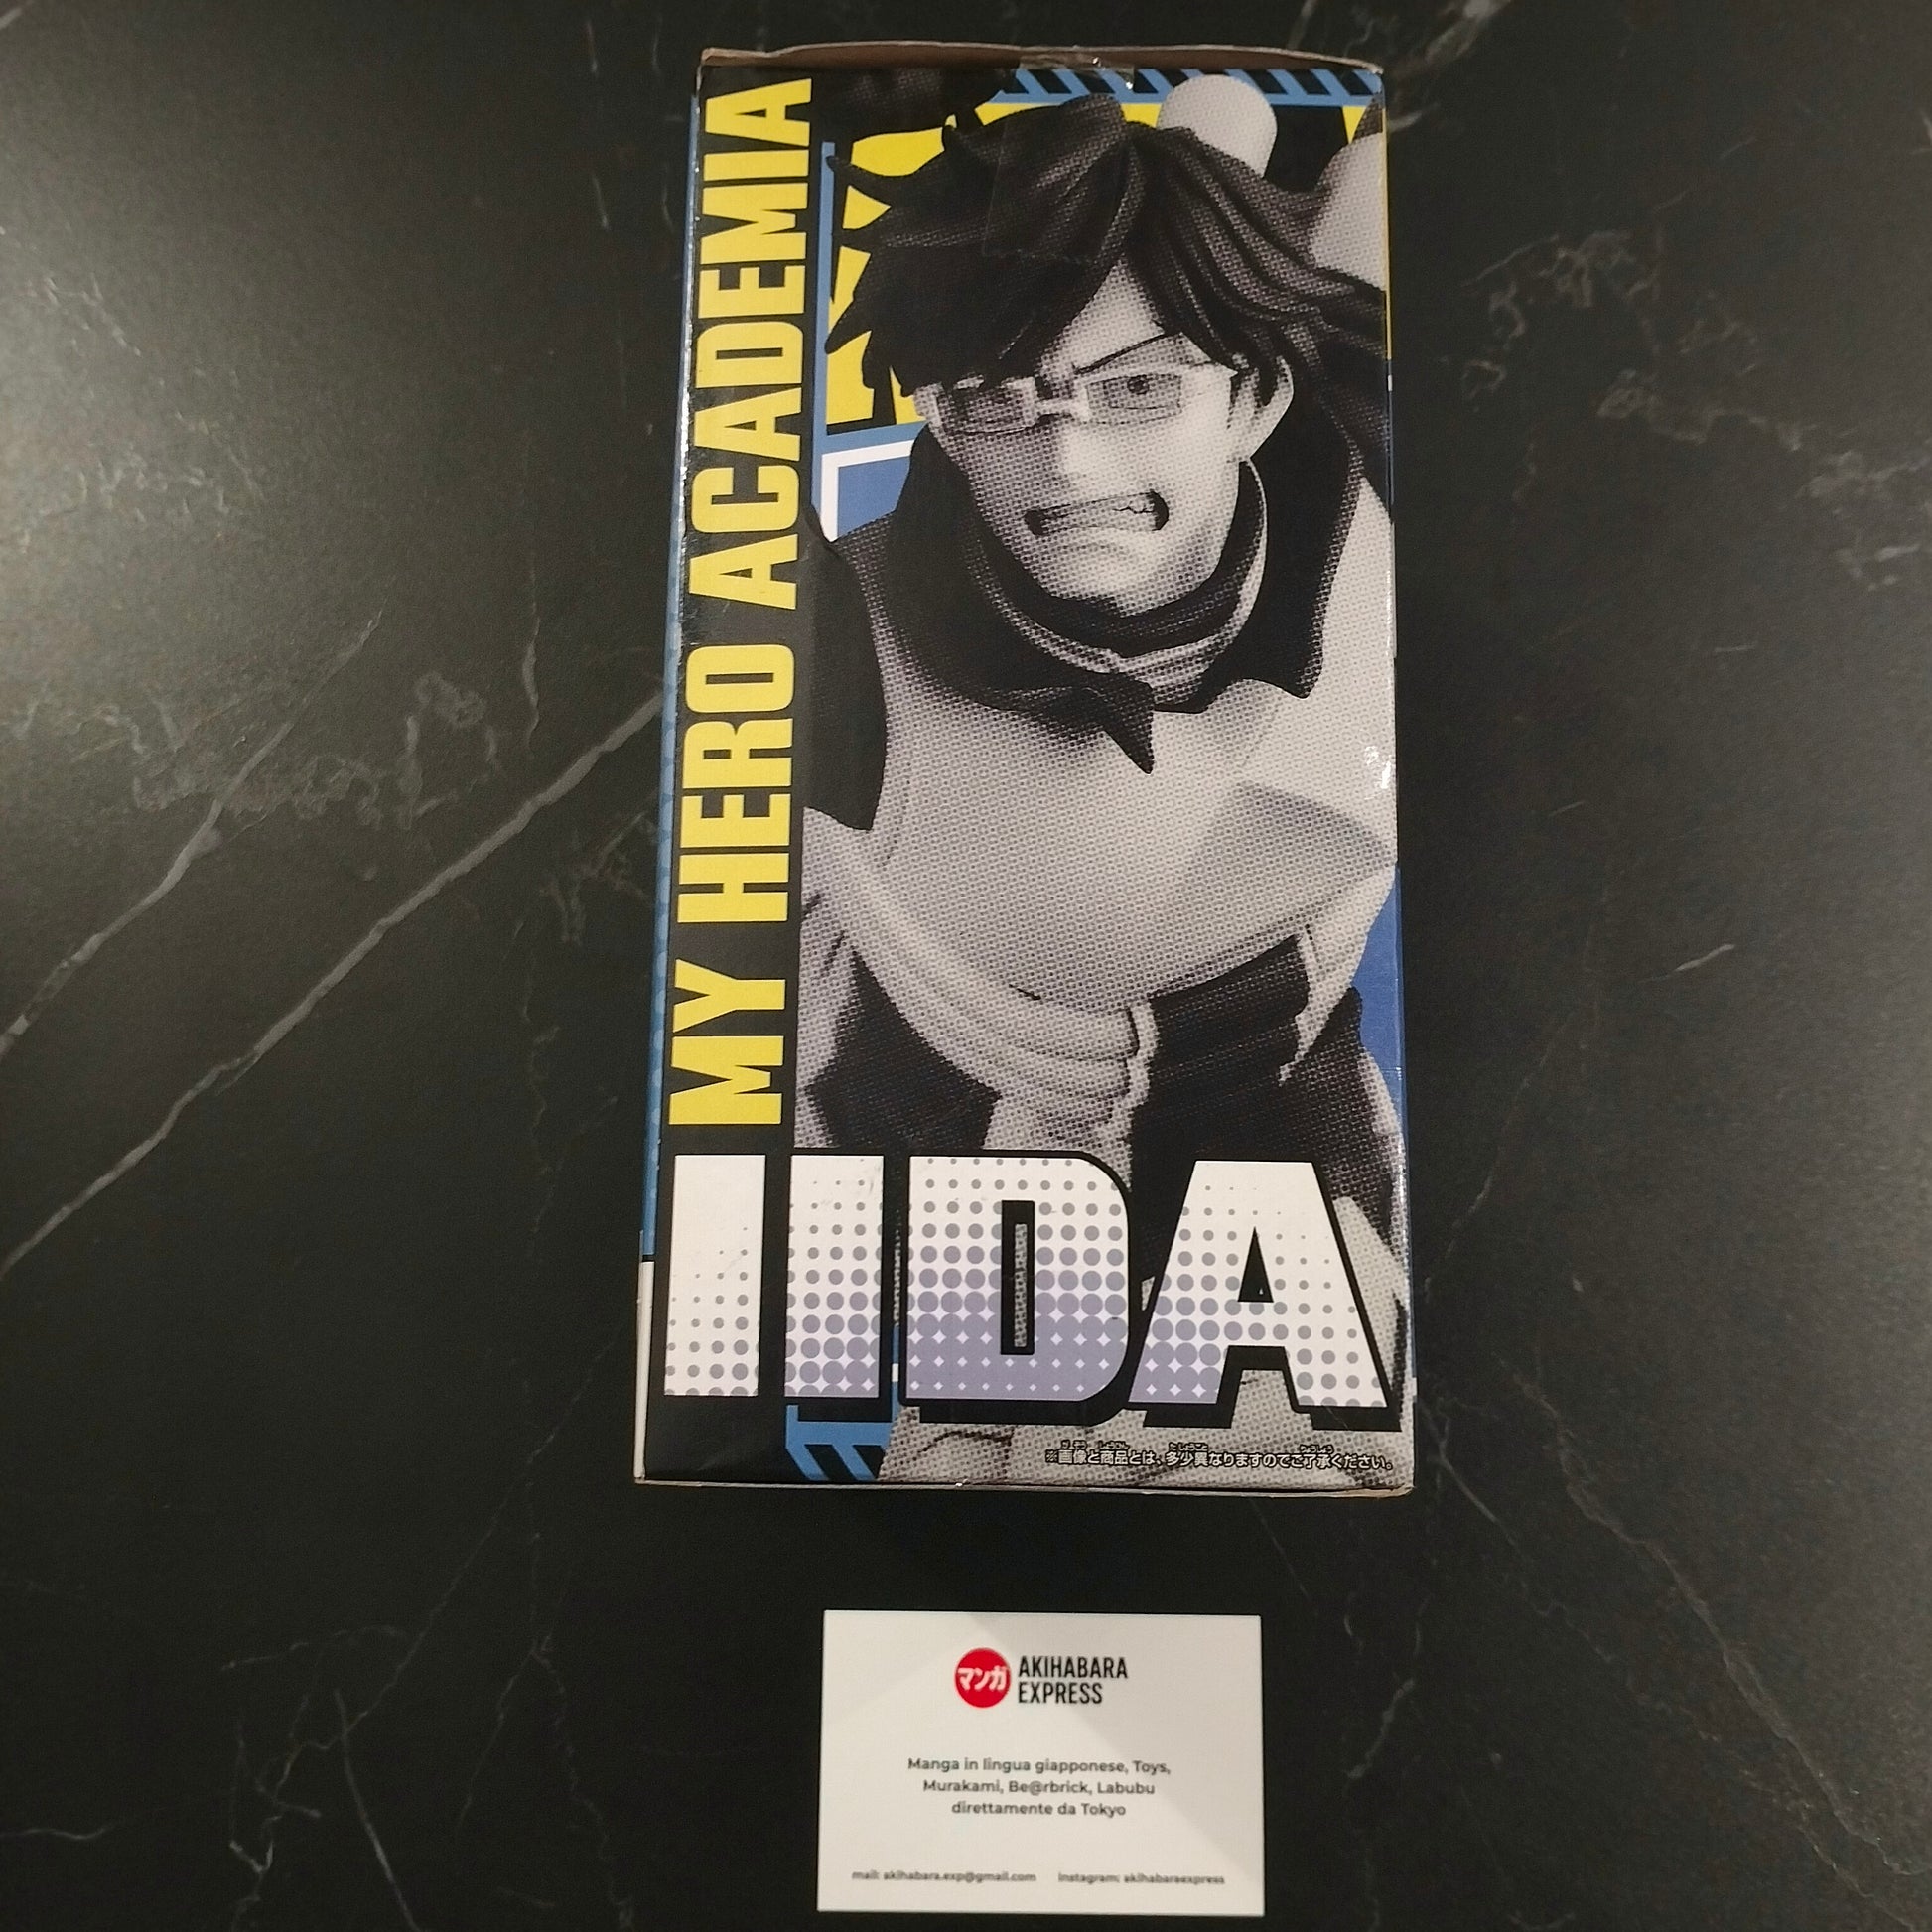 MY HERO ACADEMIA
IIDA
※画像と商品とは、多少異なりますのでご了承ください。
マンガ
AKIHABARA
EXPRESS
Manga in lingua giapponese, Toys,
Murakami, Be@rbrick, Labubu
direttamente da Tokyo
mail: akihabara.exp@gmail.com Instagram: akihabaraexpress